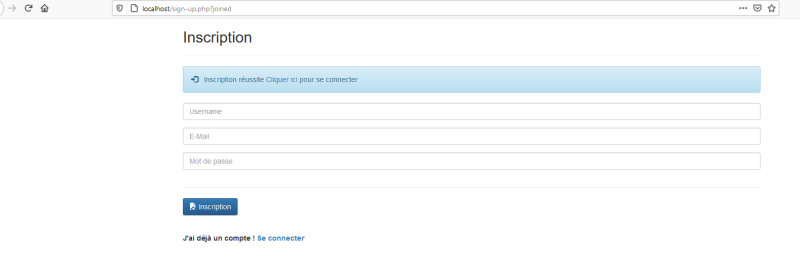 localhost/sign-up.php?joined
Inscription
Inscription réussite Cliquer ici pour se connecter
Username
E-Mail
Mot de passe
Inscription
J'ai déjà un compte ! Se connecter